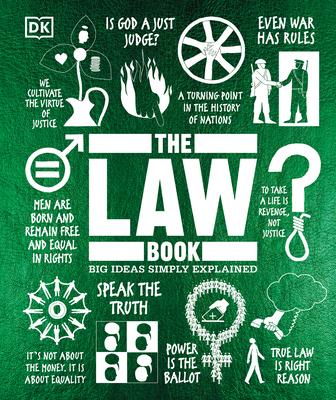 DK
IS GOD A JUST
JUDGE?
EVEN WAR
HAS RULES
WE
CULTIVATE
THE VIRTUE
OF
JUSTICE
A TURNING POINT
IN THE HISTORY
OF NATIONS
THE
LAW
BOOK
BIG IDEAS SIMPLY EXPLAINED
MEN ARE
BORN AND
REMAIN FREE
AND EQUAL
IN RIGHTS
TO TAKE
A LIFE IS
REVENGE,
NOT
JUSTICE
SPEAK THE
TRUTH
IT'S NOT ABOUT
THE MONEY. IT IS
ABOUT EQUALITY
POWER
IS THE
BALLOT
TRUE LAW
IS RIGHT
REASON